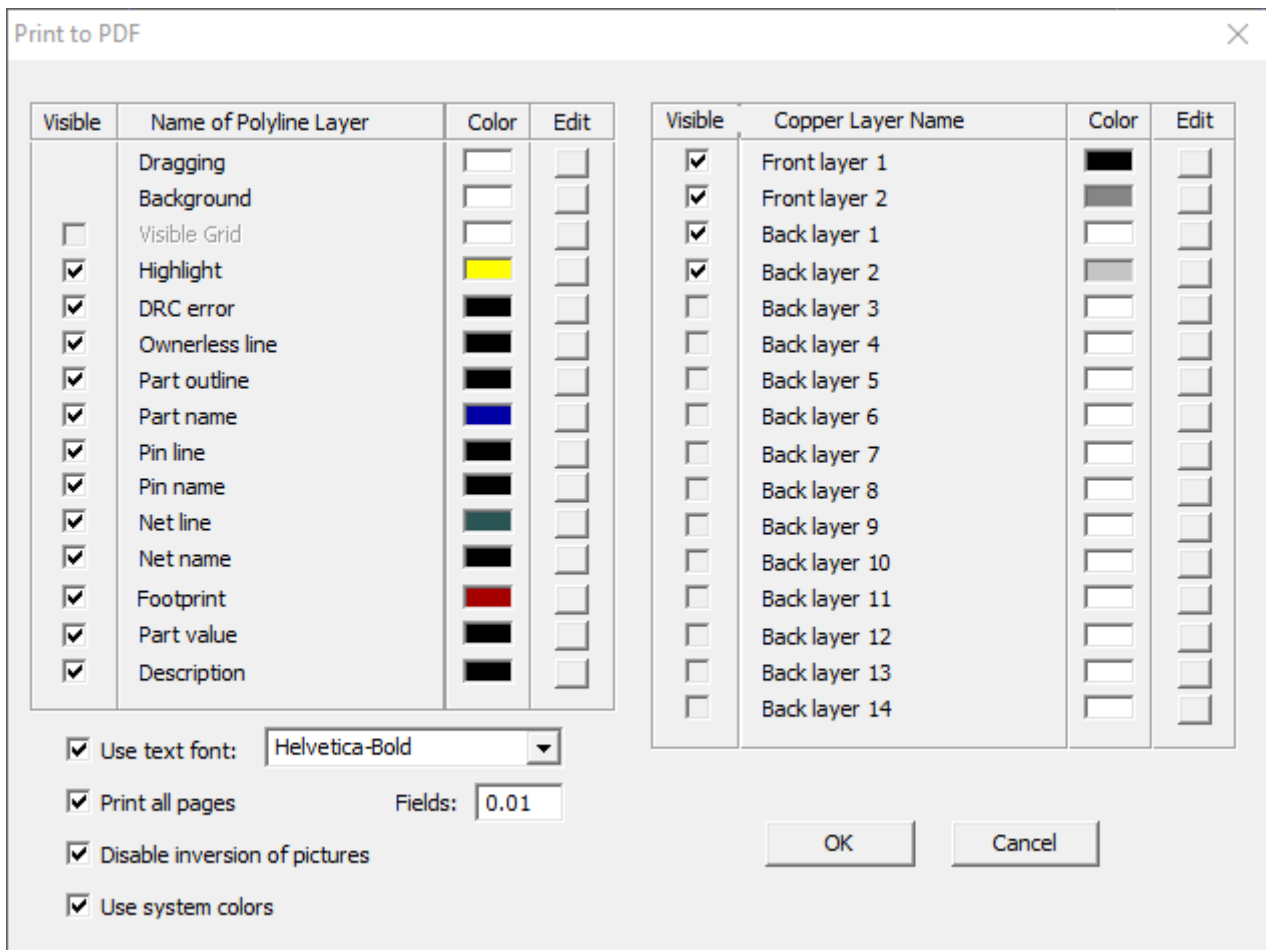 Print to PDF
Visible Name of Polyline Layer Color Edit
Dragging
Background
Visible Grid
Highlight
DRC error
Ownerless line
Part outline
Part name
Pin line
Pin name
Net line
Net name
Footprint
Part value
Description
Visible Copper Layer Name Color Edit
Front layer 1
Front layer 2
Back layer 1
Back layer 2
Back layer 3
Back layer 4
Back layer 5
Back layer 6
Back layer 7
Back layer 8
Back layer 9
Back layer 10
Back layer 11
Back layer 12
Back layer 13
Back layer 14
Use text font: Helvetica-Bold
Print all pages Fields: 0.01
Disable inversion of pictures
Use system colors
OK Cancel